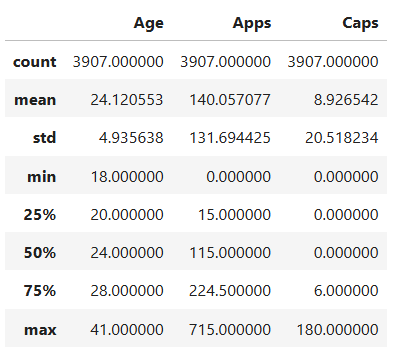 Age Apps Caps
count 3907.000000 3907.000000 3907.000000
mean 24.120553 140.057077 8.926542
std 4.935638 131.694425 20.518234
min 18.000000 0.000000 0.000000
25% 20.000000 15.000000 0.000000
50% 24.000000 115.000000 0.000000
75% 28.000000 224.500000 6.000000
max 41.000000 715.000000 180.000000